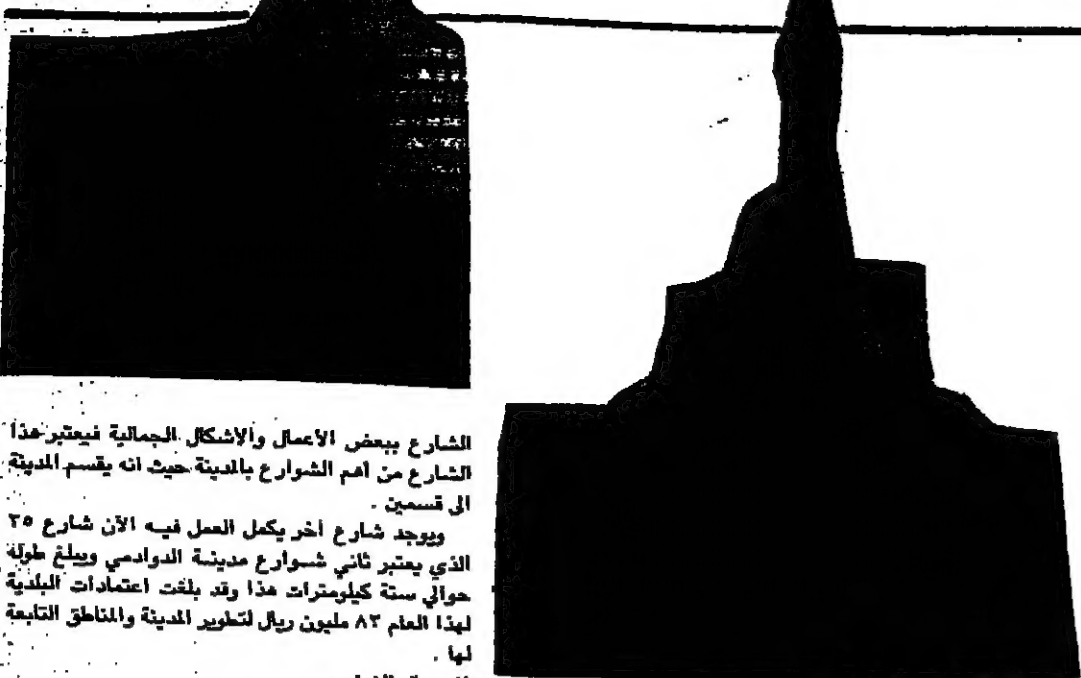 الشارع ببعض الأعمال والاشكال الجمالية فيعتبر هذا
الشارع من اهم الشوارع بالمدينة حيث انه يقسم المدينة
الى قسمين .
ويوجد شارع آخر يكمل العمل فيه الآن شارع ٣٥
الذي يعتبر ثاني شوارع مدينة الدوادمي ويبلغ طوله
حوالي ستة كيلومترات هذا وقد بلغت اعتمادات البلدية
لهذا العام ٨٣ مليون ريال لتطوير المدينة والمناطق التابعة
لها .